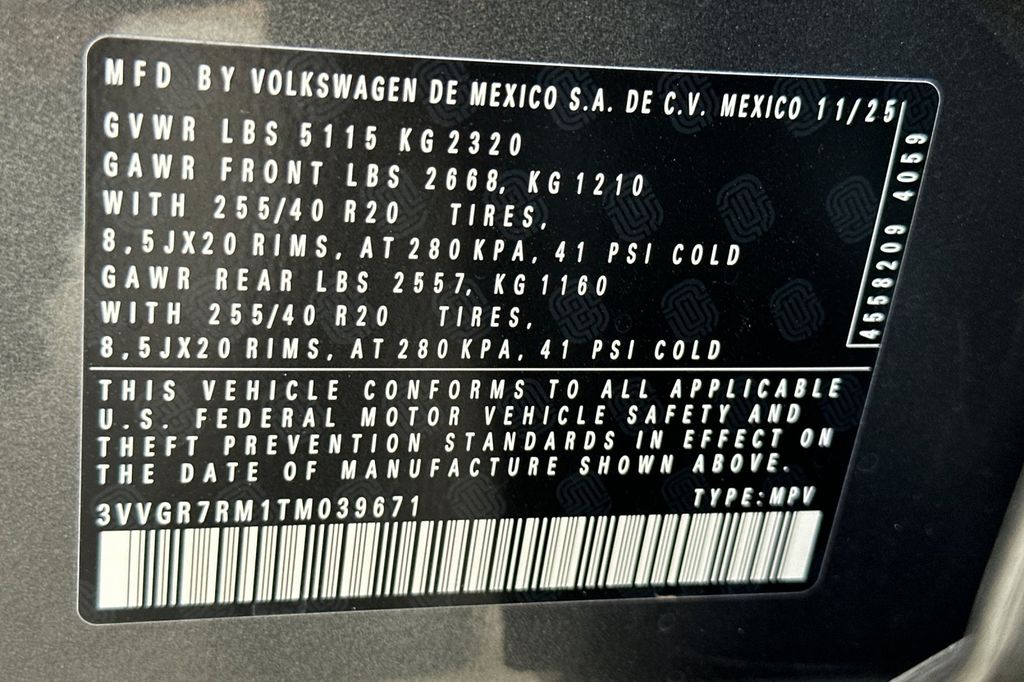 MFD BY VOLKSWAGEN DE MEXICO S.A. DE C.V. MEXICO 11/25
GVWR LBS 5115 KG 2320
GAWR FRONT LBS 2668, KG 1210
WITH 255/40 R20 TIRES,
8,5JX20 RIMS, AT 280 KPA, 41 PSI COLD
GAWR REAR LBS 2557, KG 1160
WITH 255/40 R20 TIRES,
8,5JX20 RIMS, AT 280 KPA, 41 PSI COLD
4558209 4059
THIS VEHICLE CONFORMS TO ALL APPLICABLE
U.S. FEDERAL MOTOR VEHICLE SAFETY AND
THEFT PREVENTION STANDARDS IN EFFECT ON
THE DATE OF MANUFACTURE SHOWN ABOVE.
3VVGR7RM1TM039671 TYPE:MPV